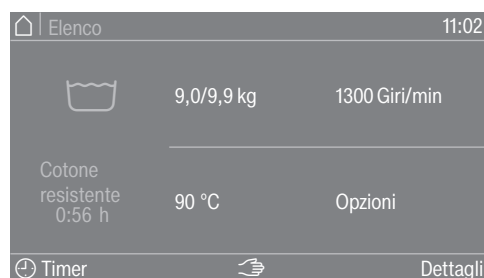 Elenco 11:02
9,0/9,9 kg 1300 Giri/min
Cotone
resistente
0:56 h
90 °C Opzioni
Timer Dettagli